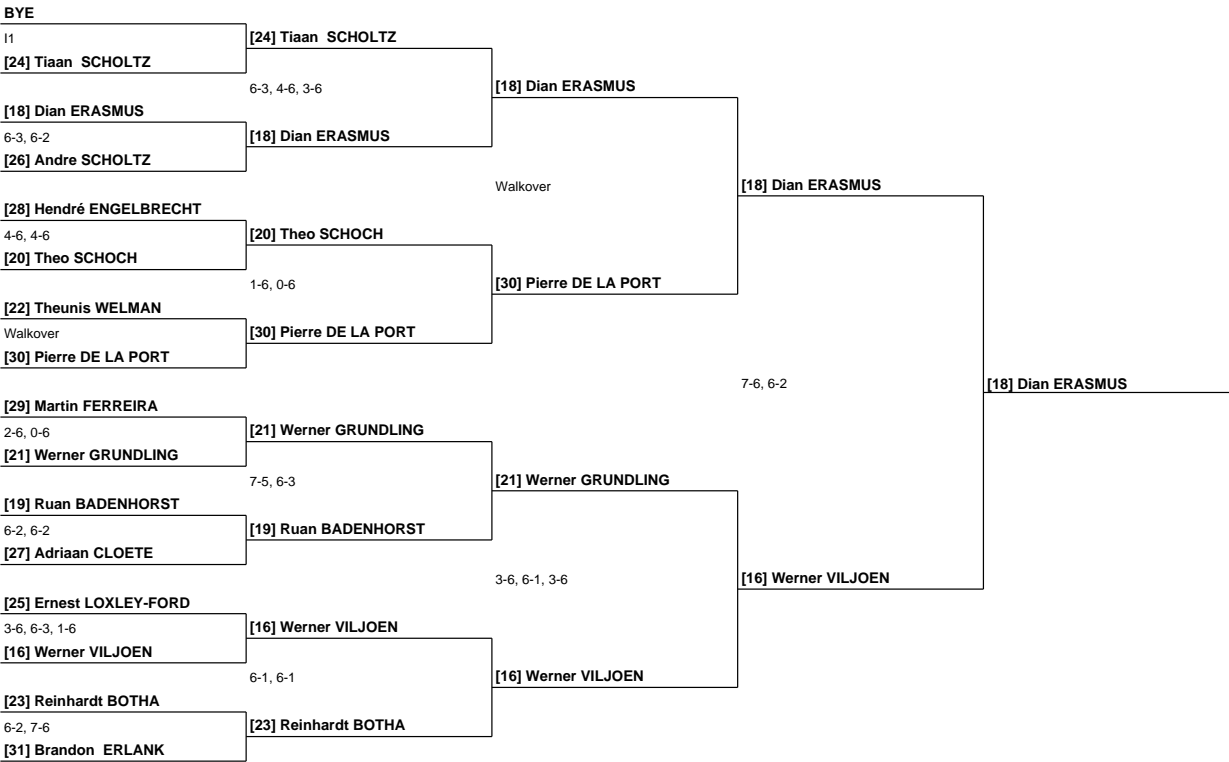 BYE
I1
[24] Tiaan  SCHOLTZ
[18] Dian ERASMUS
6-3, 6-2
[26] Andre SCHOLTZ
[28] Hendré ENGELBRECHT
4-6, 4-6
[20] Theo SCHOCH
[22] Theunis WELMAN
Walkover
[30] Pierre DE LA PORT
[29] Martin FERREIRA
2-6, 0-6
[21] Werner GRUNDLING
[19] Ruan BADENHORST
6-2, 6-2
[27] Adriaan CLOETE
[25] Ernest LOXLEY-FORD
3-6, 6-3, 1-6
[16] Werner VILJOEN
[23] Reinhardt BOTHA
6-2, 7-6
[31] Brandon  ERLANK
[24] Tiaan  SCHOLTZ
6-3, 4-6, 3-6
[18] Dian ERASMUS
[20] Theo SCHOCH
1-6, 0-6
[30] Pierre DE LA PORT
[21] Werner GRUNDLING
7-5, 6-3
[19] Ruan BADENHORST
[16] Werner VILJOEN
6-1, 6-1
[23] Reinhardt BOTHA
[18] Dian ERASMUS
Walkover
[30] Pierre DE LA PORT
[21] Werner GRUNDLING
3-6, 6-1, 3-6
[16] Werner VILJOEN
[18] Dian ERASMUS
7-6, 6-2
[16] Werner VILJOEN
[18] Dian ERASMUS